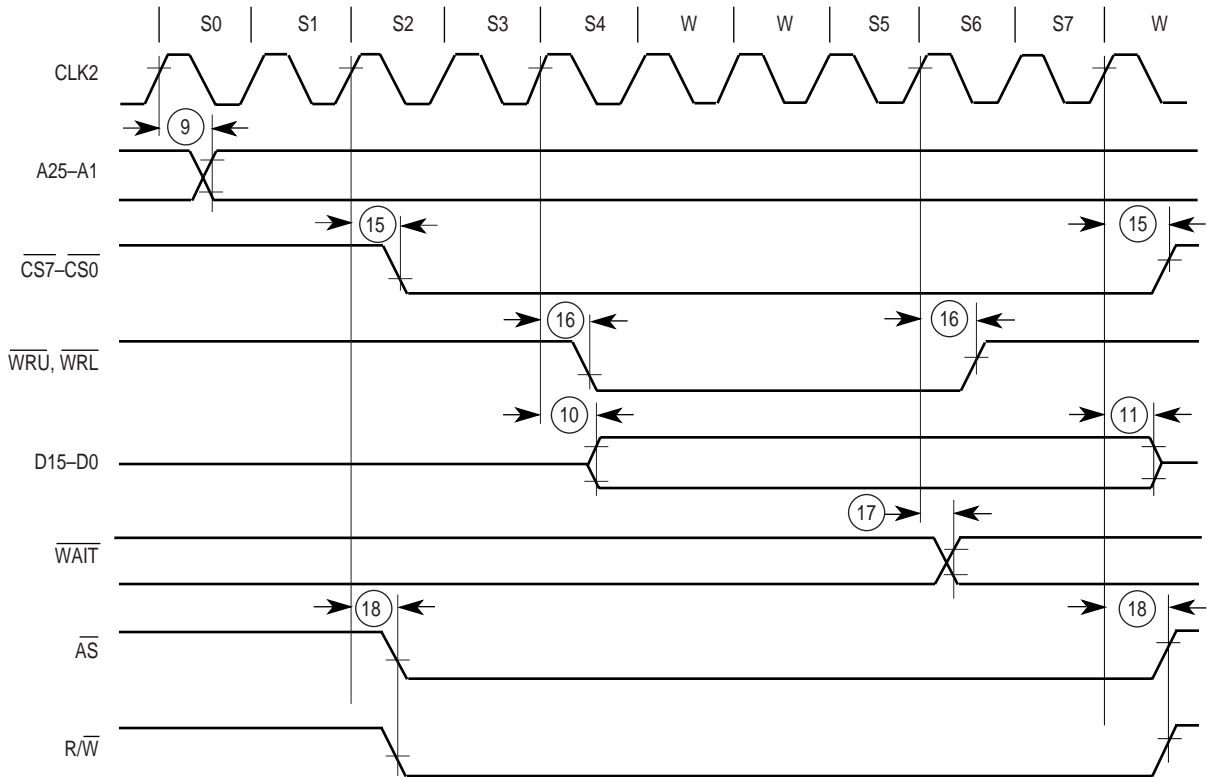 S0 S1 S2 S3 S4 W W S5 S6 S7 W
CLK2
9
A25–A1
15 15
CS7–CS0
16 16
WRU, WRL
10 11
D15–D0
17
WAIT
18 18
AS
R/W